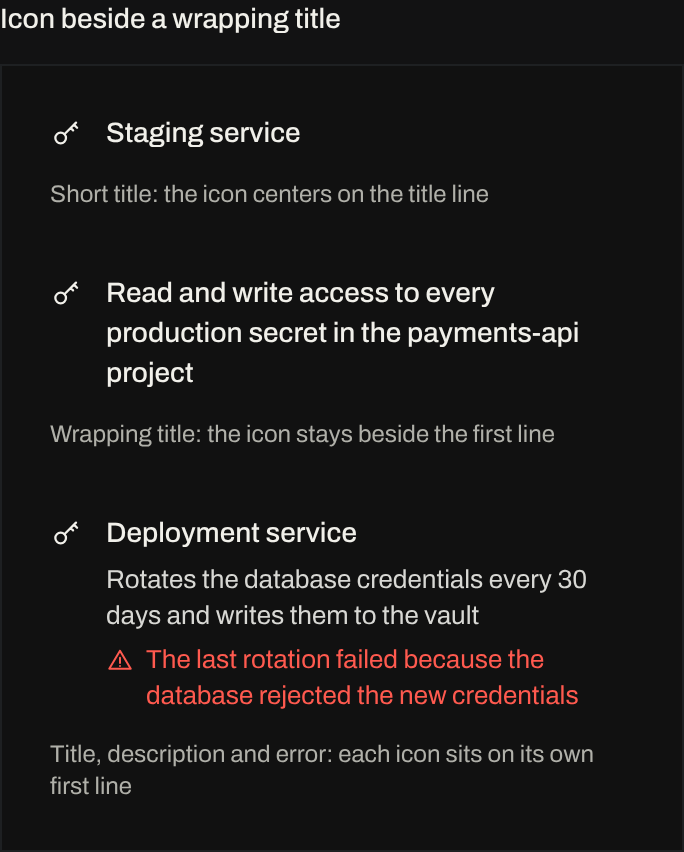 Icon beside a wrapping title
Staging service
Short title: the icon centers on the title line
Read and write access to every
production secret in the payments-api
project
Wrapping title: the icon stays beside the first line
Deployment service
Rotates the database credentials every 30
days and writes them to the vault
The last rotation failed because the
database rejected the new credentials
Title, description and error: each icon sits on its own
first line